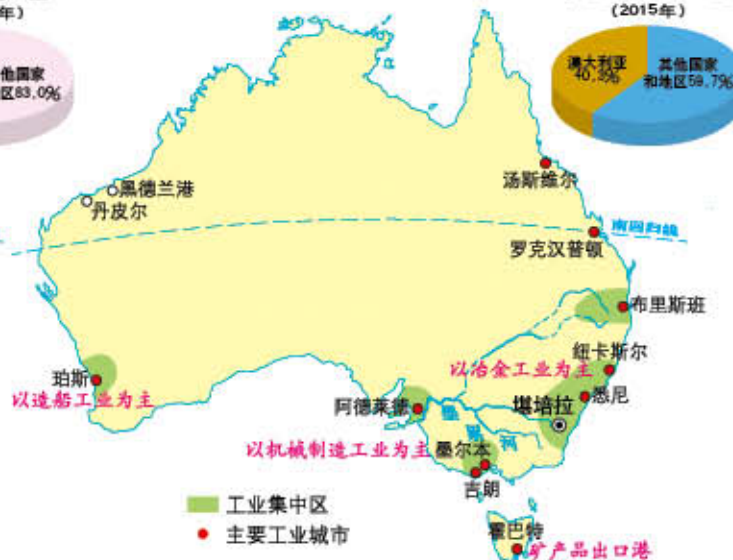 年）
他国家
区83.0%
（2015年）
澳大利亚
40.3%
其他国家
和地区59.7%
黑德兰港
丹皮尔
汤斯维尔
南回归线
罗克汉普顿
布里斯班
纽卡斯尔
以冶金工业为主
珀斯
以造船工业为主
阿德莱德
悉尼
堪培拉
墨
河
以机械制造工业为主
墨尔本
吉朗
工业集中区
主要工业城市
霍巴特
矿产品出口港